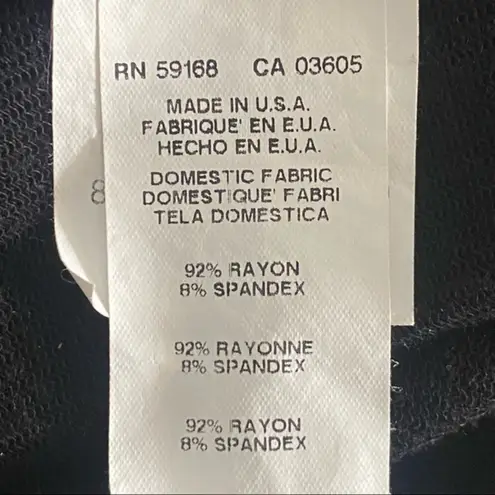 RN 59168 CA 03605
MADE IN U.S.A.
FABRIQUE' EN E.U.A.
HECHO EN E.U.A.
DOMESTIC FABRIC
DOMESTIQUE' FABRI
TELA DOMESTICA
92% RAYON
8% SPANDEX
92% RAYONNE
8% SPANDEX
92% RAYON
8% SPANDEX
8